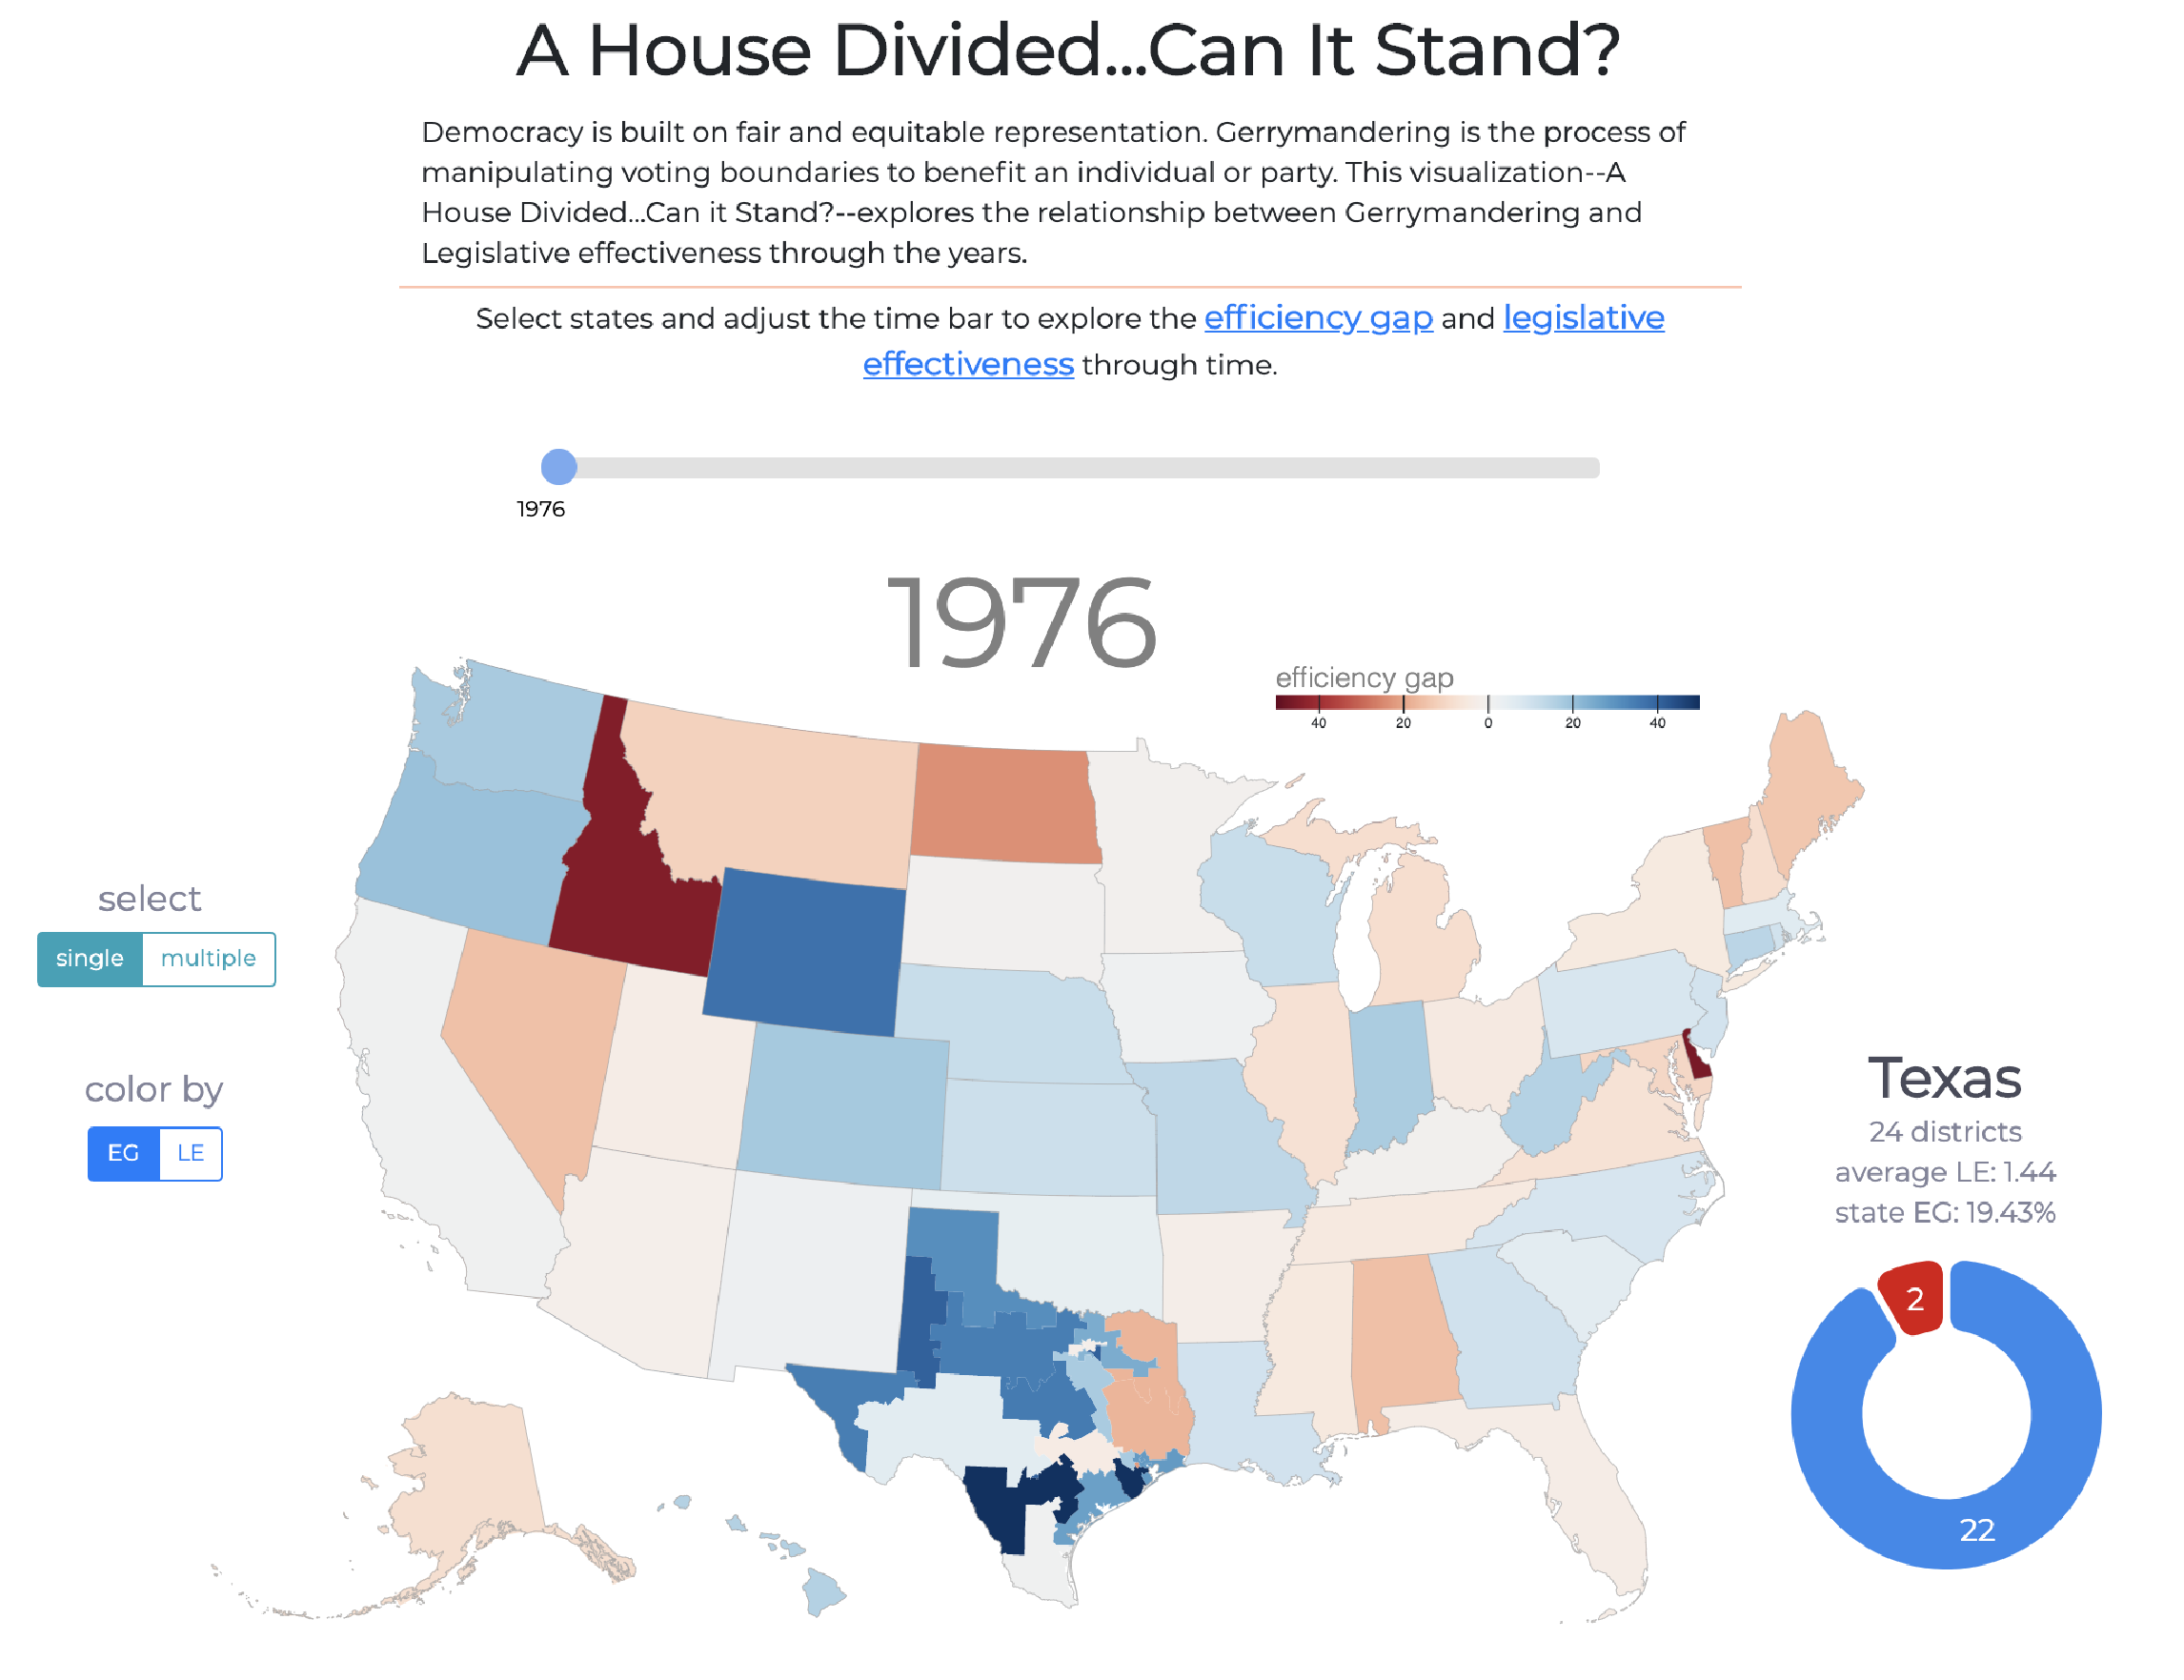 A House Divided...Can It Stand?
Democracy is built on fair and equitable representation. Gerrymandering is the process of
manipulating voting boundaries to benefit an individual or party. This visualization--A
House Divided...Can it Stand?--explores the relationship between Gerrymandering and
Legislative effectiveness through the years.
Select states and adjust the time bar to explore the efficiency gap and legislative
effectiveness through time.
1976
1976
efficiency gap
40 20 0 20 40
select
single multiple
color by
EG LE
Texas
24 districts
average LE: 1.44
state EG: 19.43%
2
22